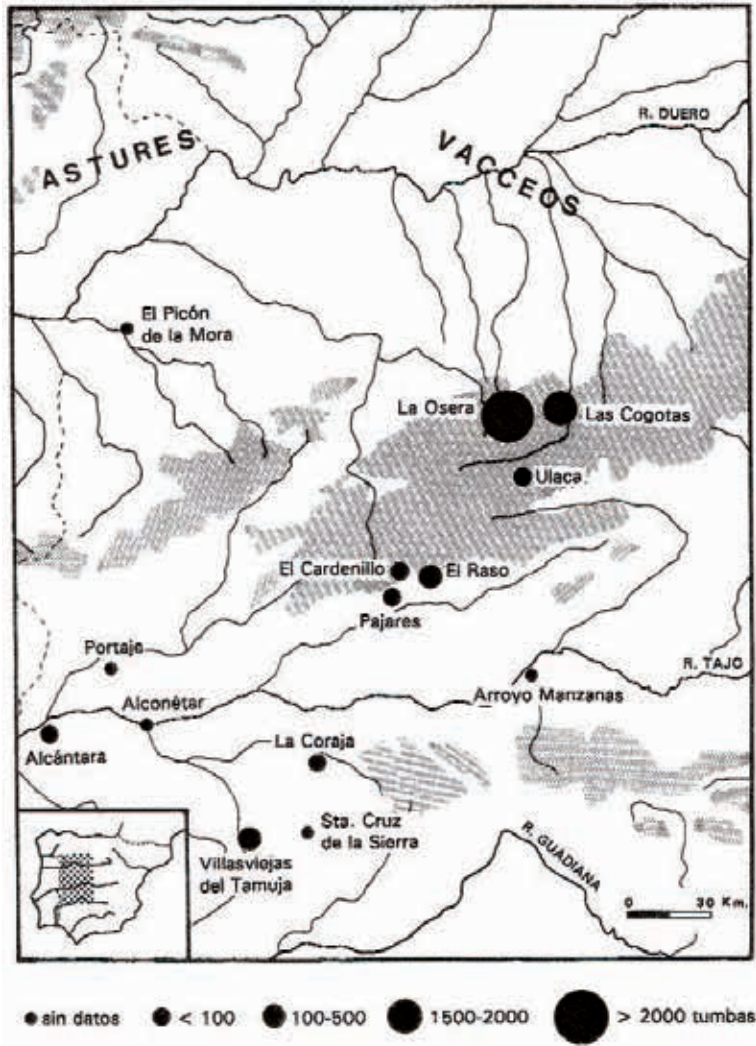 R. DUERO
ASTURES
VACCEOS
El Picón
de la Mora
La Osera
Las Cogotas
Ulaca
El Cardenillo
El Raso
Pajares
Portaje
R. TAJO
Arroyo Manzanas
Alconétar
Alcántara
La Coraja
Sta. Cruz
de la Sierra
Villasviejas
del Tamuja
R. GUADIANA
0 30 Km.
sin datos < 100 100-500 1500-2000 > 2000 tumbas